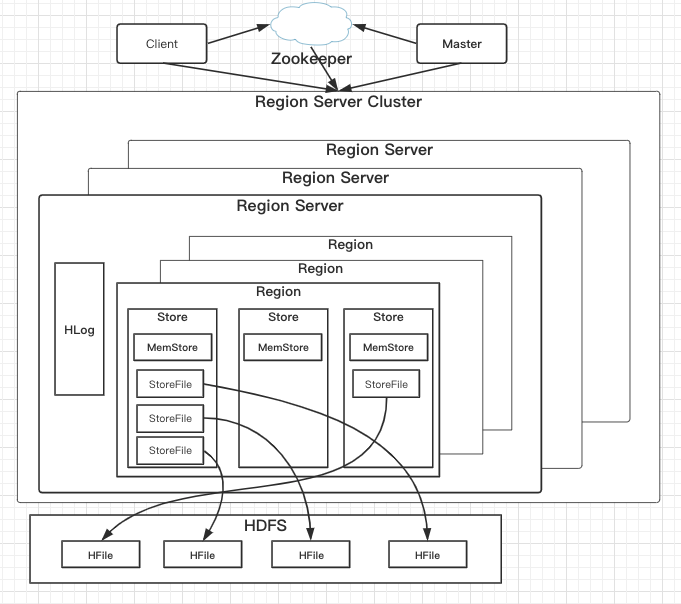 Client
Zookeeper
Master
Region Server Cluster
Region Server
Region Server
Region Server
Region
Region
Region
HLog
Store
Store
Store
MemStore
MemStore
MemStore
StoreFile
StoreFile
StoreFile
StoreFile
HDFS
HFile
HFile
HFile
HFile